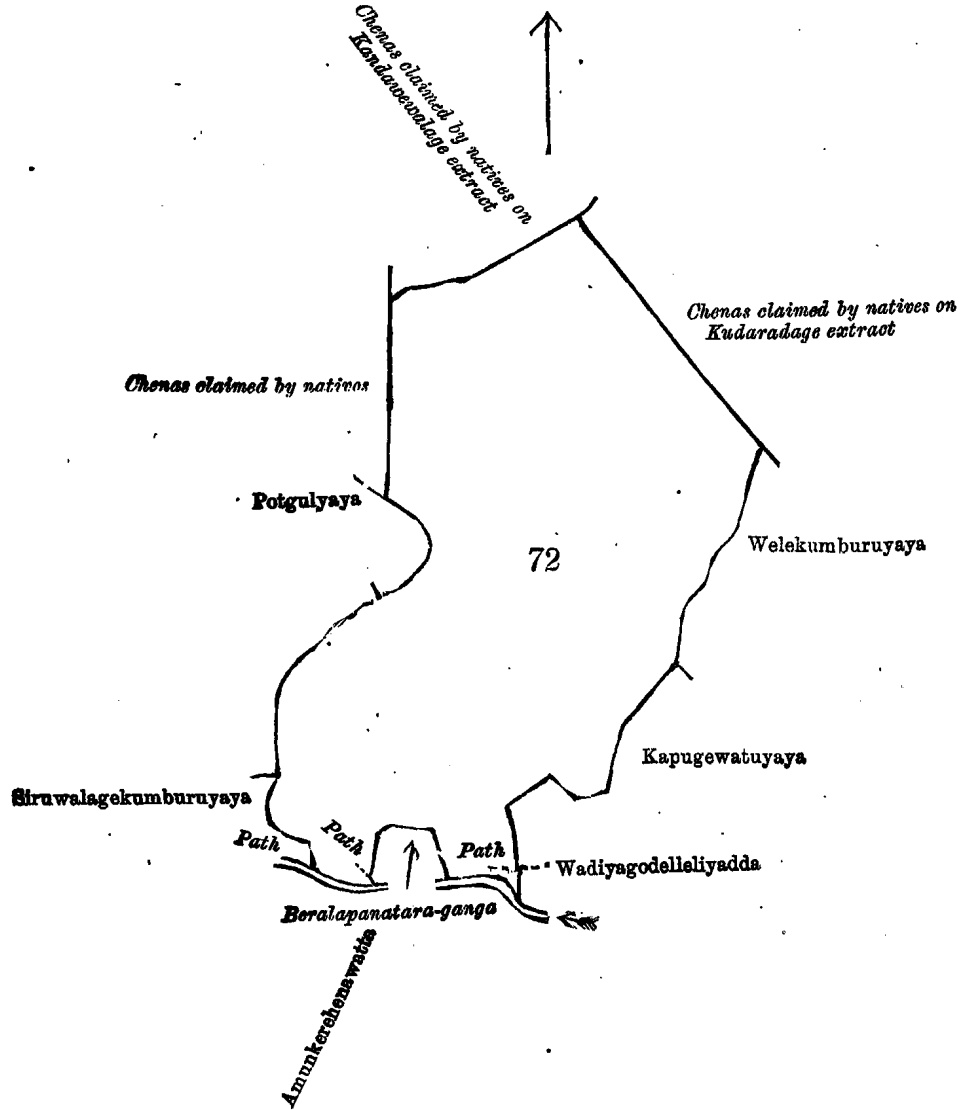 Chenas claimed by natives on
Kandawewalage extract
Chenas claimed by natives on
Kudaradage extract
Chenas claimed by natives
Potgulyaya
72
Welekumburuyaya
Kapugewatuyaya
Siruwalagekumburuyaya
Path
Path
Path
Wadiyagodelleliyadda
Beralapanatara-ganga
Amunkerehenawatta